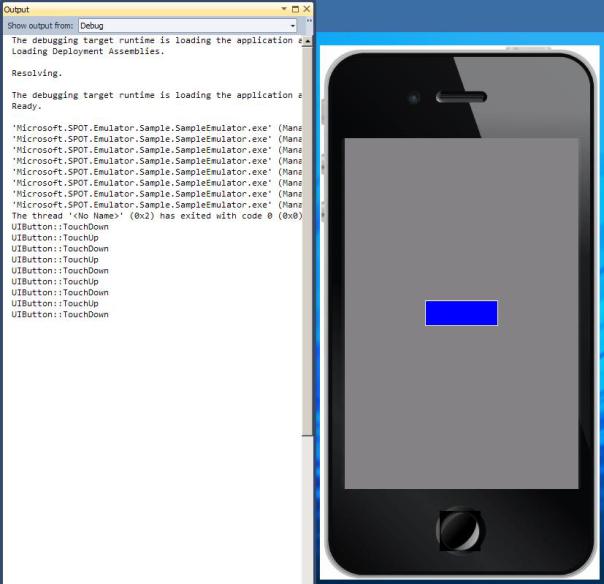 Output
Show output from: Debug
The debugging target runtime is loading the application a
Loading Deployment Assemblies.
Resolving.
The debugging target runtime is loading the application a
Ready.
'Microsoft.SPOT.Emulator.Sample.SampleEmulator.exe' (Mana
'Microsoft.SPOT.Emulator.Sample.SampleEmulator.exe' (Mana
'Microsoft.SPOT.Emulator.Sample.SampleEmulator.exe' (Mana
'Microsoft.SPOT.Emulator.Sample.SampleEmulator.exe' (Mana
'Microsoft.SPOT.Emulator.Sample.SampleEmulator.exe' (Mana
'Microsoft.SPOT.Emulator.Sample.SampleEmulator.exe' (Mana
'Microsoft.SPOT.Emulator.Sample.SampleEmulator.exe' (Mana
'Microsoft.SPOT.Emulator.Sample.SampleEmulator.exe' (Mana
The thread '<No Name>' (0x2) has exited with code 0 (0x0)
UIButton::TouchDown
UIButton::TouchUp
UIButton::TouchDown
UIButton::TouchUp
UIButton::TouchDown
UIButton::TouchUp
UIButton::TouchDown
UIButton::TouchUp
UIButton::TouchDown